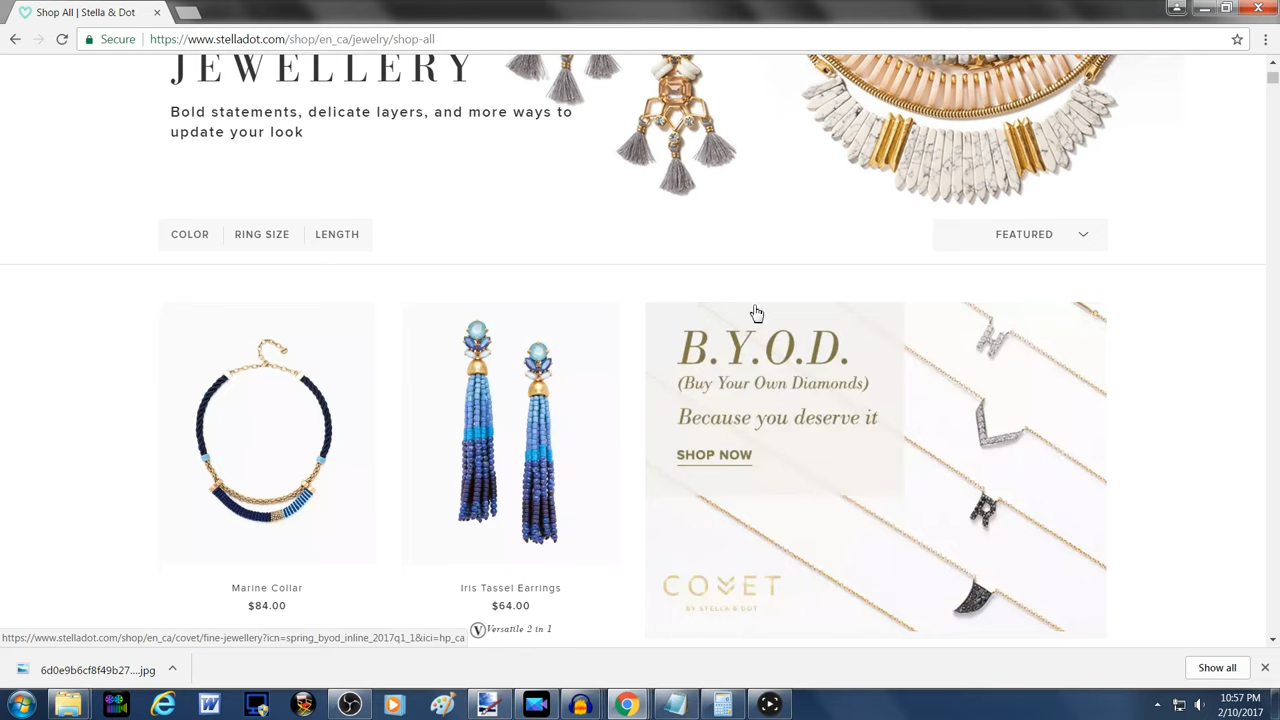 Shop All | Stella & Dot
Secure
https://www.stelladot.com/shop/en_ca/jewelry/shop-all
JEWELLERY
Bold statements, delicate layers, and more ways to
update your look
COLOR
RING SIZE
LENGTH
FEATURED
B.Y.O.D.
(Buy Your Own Diamonds)
Because you deserve it
SHOP NOW
COVET
BY STELLA & DOT
Marine Collar
$84.00
Iris Tassel Earrings
$64.00
V Versatile 2 in 1
https://www.stelladot.com/shop/en_ca/covet/fine-jewellery?icn=spring_byod_inline_2017q1_1&ici=hp_ca
6d0e9b6cf8f49b27....jpg
Show all
10:57 PM
2/10/2017